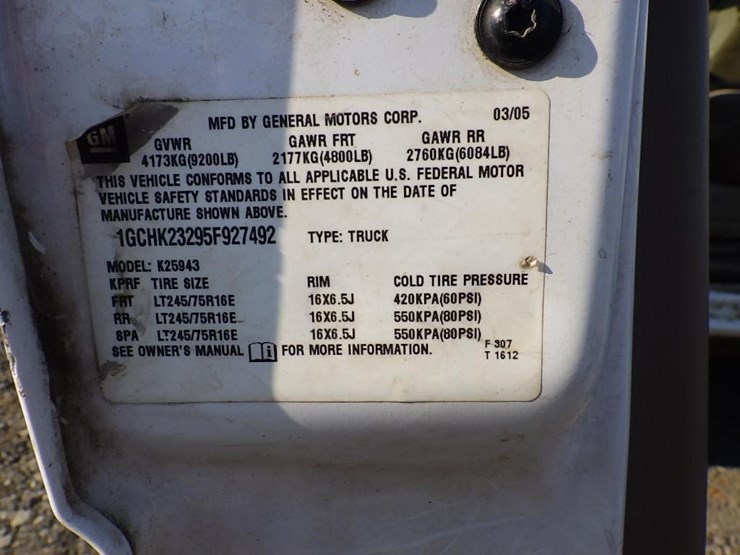 MFD BY GENERAL MOTORS CORP. 03/05
GM
GVWR GAWR FRT GAWR RR
4173KG(9200LB) 2177KG(4800LB) 2760KG(6084LB)
THIS VEHICLE CONFORMS TO ALL APPLICABLE U.S. FEDERAL MOTOR
VEHICLE SAFETY STANDARDS IN EFFECT ON THE DATE OF
MANUFACTURE SHOWN ABOVE.
1GCHK23295F927492 TYPE: TRUCK
MODEL: K25943
KPRF TIRE SIZE RIM COLD TIRE PRESSURE
FRT LT245/75R16E 16X6.5J 420KPA(60PSI)
RR LT245/75R16E 16X6.5J 550KPA(80PSI)
SPA LT245/75R16E 16X6.5J 550KPA(80PSI)
SEE OWNER'S MANUAL i FOR MORE INFORMATION.
F 307
T 1612